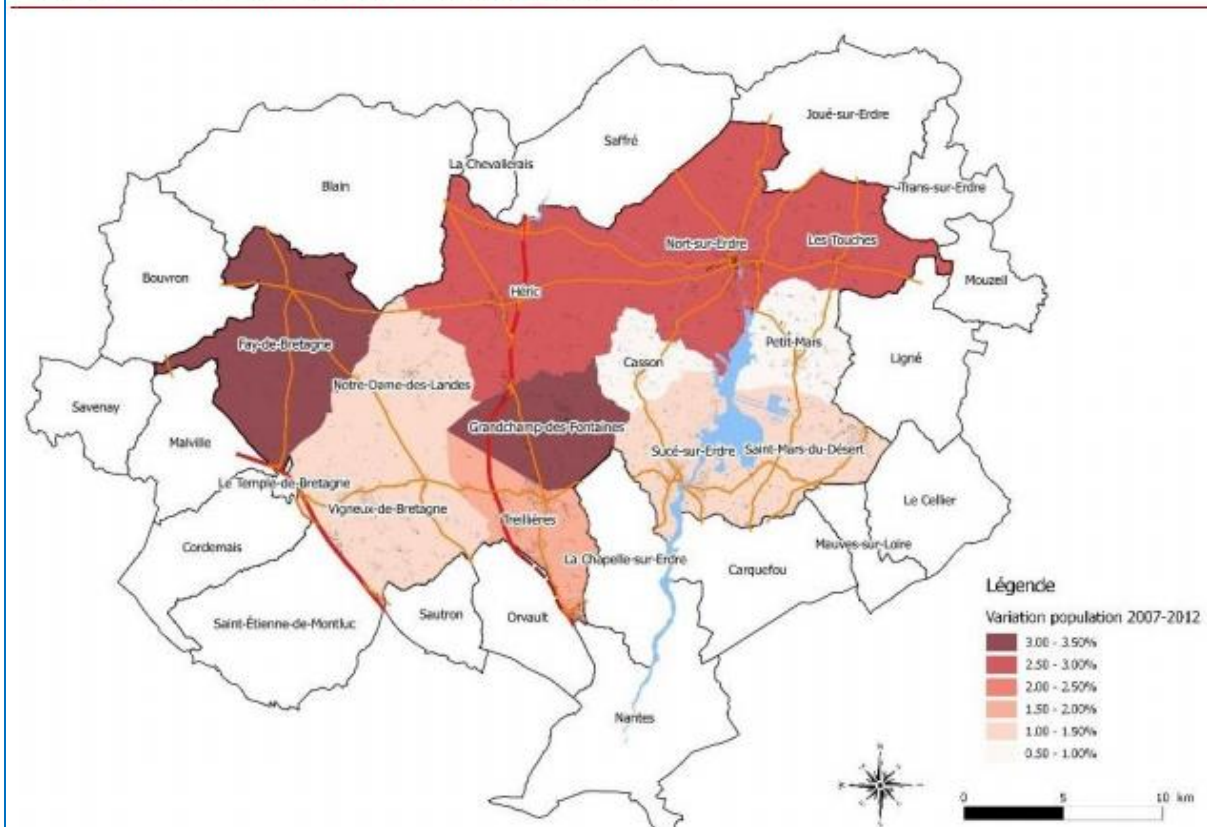 Joué-sur-Erdre
Saffré
La Chevallerais
Blain
Trans-sur-Erdre
Nort-sur-Erdre
Les Touches
Bouvron
Mouzeil
Héric
Fay-de-Bretagne
Petit-Mars
Casson
Ligné
Notre-Dame-des-Landes
Savenay
Grandchamp-des-Fontaines
Malville
Sucé-sur-Erdre
Saint-Mars-du-Désert
Le Temple-de-Bretagne
Le Cellier
Vigneux-de-Bretagne
Treillières
Cordemais
Mauves-sur-Loire
La Chapelle-sur-Erdre
Carquefou
Légende
Sautron
Orvault
Variation population 2007-2012
Saint-Étienne-de-Montluc
3.00 - 3.50%
2.50 - 3.00%
2.00 - 2.50%
1.50 - 2.00%
1.00 - 1.50%
0.50 - 1.00%
Nantes
0 5 10 km